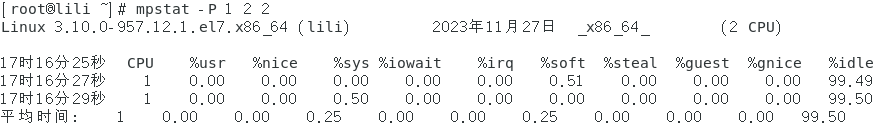 [root@lili ~]# mpstat -P 1 2 2
Linux 3.10.0-957.12.1.el7.x86_64 (lili) 2023年11月27日 _x86_64_ (2 CPU)
17时16分25秒 CPU %usr %nice %sys %iowait %irq %soft %steal %guest %gnice %idle
17时16分27秒 1 0.00 0.00 0.00 0.00 0.00 0.51 0.00 0.00 0.00 99.49
17时16分29秒 1 0.00 0.00 0.50 0.00 0.00 0.00 0.00 0.00 0.00 99.50
平均时间: 1 0.00 0.00 0.25 0.00 0.00 0.25 0.00 0.00 0.00 99.50